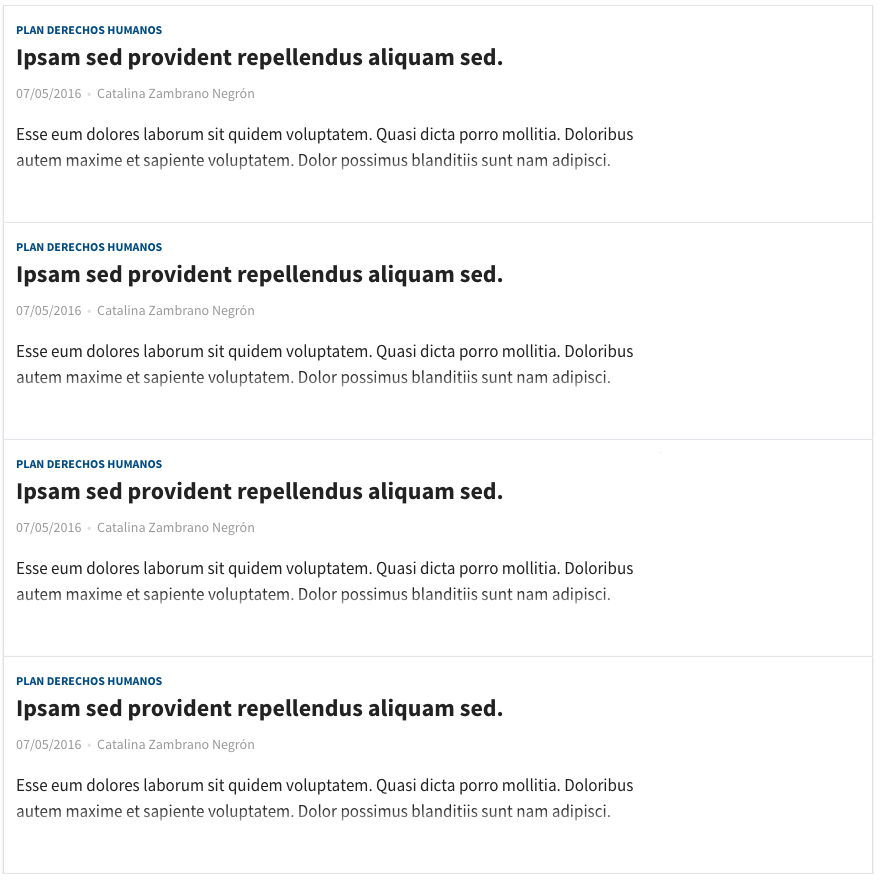 PLAN DERECHOS HUMANOS
Ipsam sed provident repellendus aliquam sed.
07/05/2016 • Catalina Zambrano Negrón
Esse eum dolores laborum sit quidem voluptatem. Quasi dicta porro mollitia. Doloribus
autem maxime et sapiente voluptatem. Dolor possimus blanditiis sunt nam adipisci.
PLAN DERECHOS HUMANOS
Ipsam sed provident repellendus aliquam sed.
07/05/2016 • Catalina Zambrano Negrón
Esse eum dolores laborum sit quidem voluptatem. Quasi dicta porro mollitia. Doloribus
autem maxime et sapiente voluptatem. Dolor possimus blanditiis sunt nam adipisci.
PLAN DERECHOS HUMANOS
Ipsam sed provident repellendus aliquam sed.
07/05/2016 • Catalina Zambrano Negrón
Esse eum dolores laborum sit quidem voluptatem. Quasi dicta porro mollitia. Doloribus
autem maxime et sapiente voluptatem. Dolor possimus blanditiis sunt nam adipisci.
PLAN DERECHOS HUMANOS
Ipsam sed provident repellendus aliquam sed.
07/05/2016 • Catalina Zambrano Negrón
Esse eum dolores laborum sit quidem voluptatem. Quasi dicta porro mollitia. Doloribus
autem maxime et sapiente voluptatem. Dolor possimus blanditiis sunt nam adipisci.